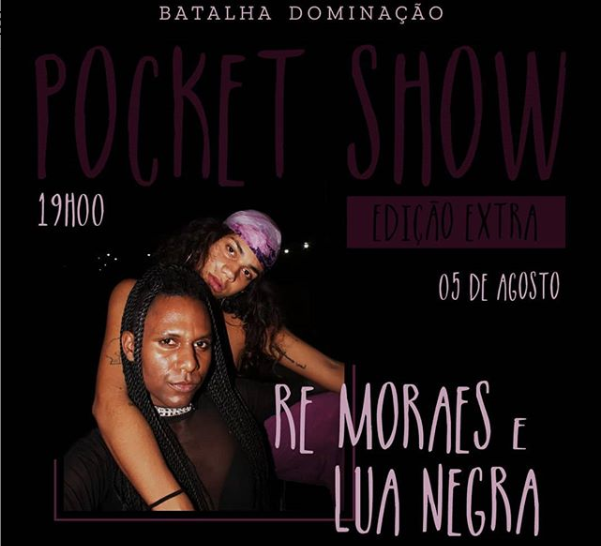 BATALHA DOMINAÇÃO
POCKET SHOW
19H00
EDIÇÃO EXTRA
05 DE AGOSTO
RE MORAES E
LUA NEGRA